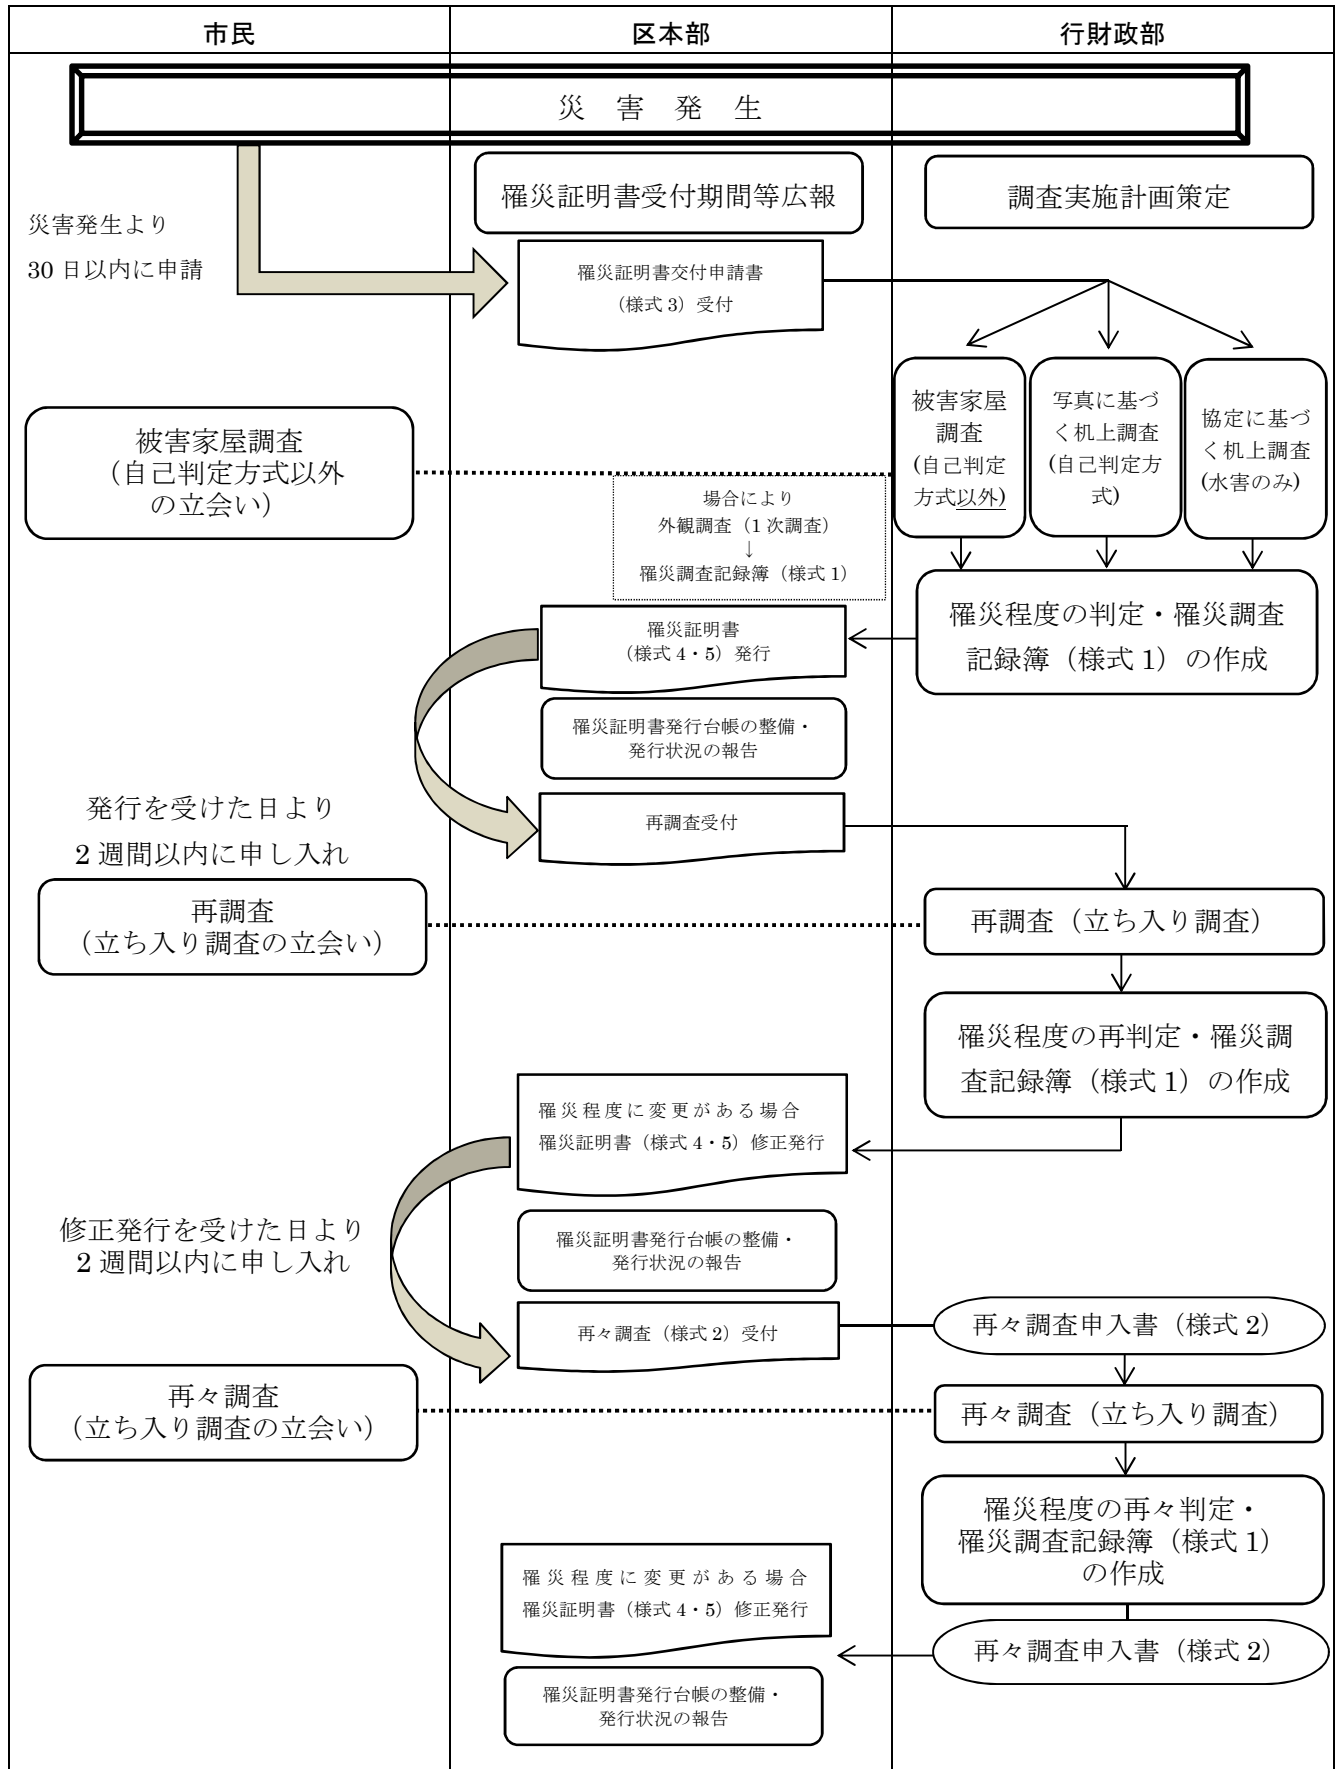 市民
区本部
行財政部
災 害 発 生
罹災証明書受付期間等広報
調査実施計画策定
災害発生より
30 日以内に申請
罹災証明書交付申請書
(様式 3)受付
被害家屋
調査
(自己判定
方式以外)
写真に基づ
く机上調査
(自己判定方
式)
協定に基づ
く机上調査
(水害のみ)
被害家屋調査
(自己判定方式以外
の立会い)
場合により
外観調査(1 次調査)
↓
罹災調査記録簿(様式 1)
罹災程度の判定・罹災調査
記録簿(様式 1)の作成
罹災証明書
(様式 4・5)発行
罹災証明書発行台帳の整備・
発行状況の報告
発行を受けた日より
2 週間以内に申し入れ
再調査受付
再調査
(立ち入り調査の立会い)
再調査(立ち入り調査)
罹災程度の再判定・罹災調
査記録簿(様式 1)の作成
罹災程度に変更がある場合
罹災証明書(様式 4・5)修正発行
修正発行を受けた日より
2 週間以内に申し入れ
罹災証明書発行台帳の整備・
発行状況の報告
再々調査(様式 2)受付
再々調査申入書(様式 2)
再々調査
(立ち入り調査の立会い)
再々調査(立ち入り調査)
罹災程度の再々判定・
罹災調査記録簿(様式 1)
の作成
罹災程度に変更がある場合
罹災証明書(様式 4・5)修正発行
再々調査申入書(様式 2)
罹災証明書発行台帳の整備・
発行状況の報告